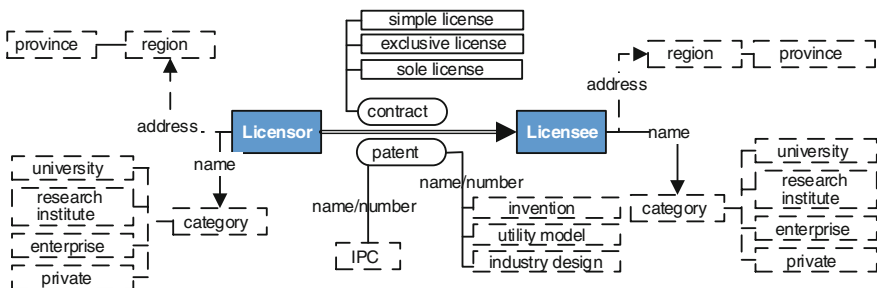 simple license
exclusive license
sole license
province
region
region
province
address
contract
address
Licensor
Licensee
name
patent
name
university
research
institute
enterprise
private
category
name/number
name/number
IPC
invention
utility model
industry design
category
university
research
institute
enterprise
private